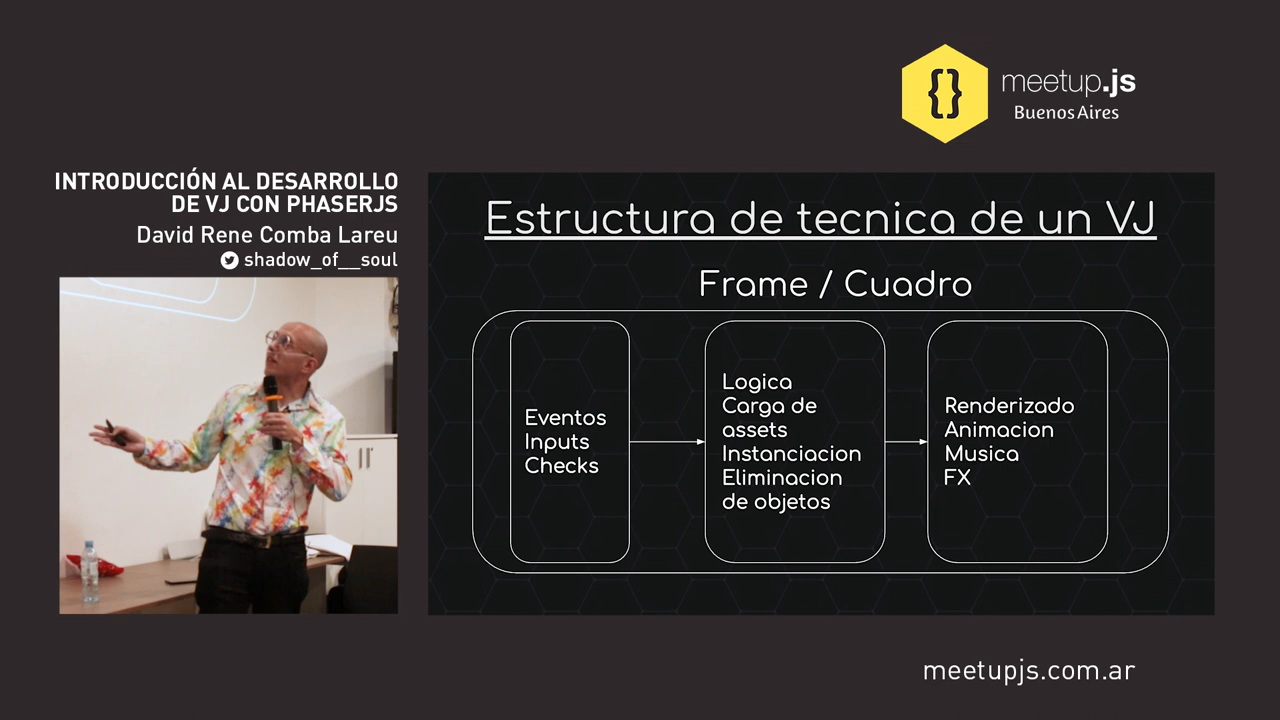 {} meetup.js
Buenos Aires
INTRODUCCIÓN AL DESARROLLO
DE VJ CON PHASERJS
David Rene Comba Lareu
shadow_of__soul
Estructura de tecnica de un VJ
Frame / Cuadro
Eventos
Inputs
Checks
Logica
Carga de
assets
Instanciacion
Eliminacion
de objetos
Renderizado
Animacion
Musica
FX
meetupjs.com.ar